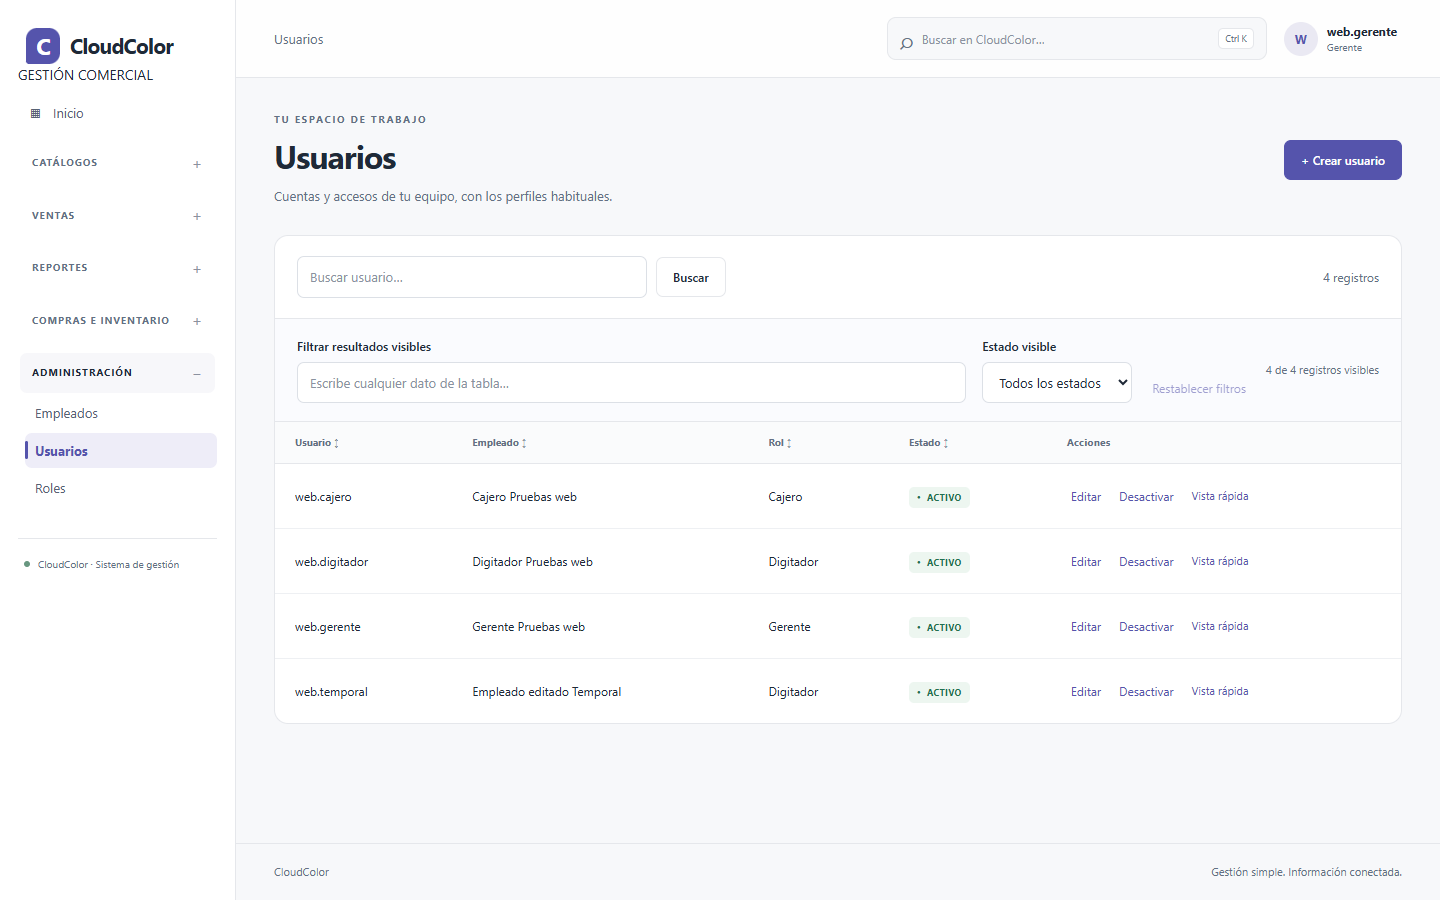 C CloudColor
GESTIÓN COMERCIAL
Inicio
CATÁLOGOS +
VENTAS +
REPORTES +
COMPRAS E INVENTARIO +
ADMINISTRACIÓN −
Empleados
Usuarios
Roles
CloudColor · Sistema de gestión
Usuarios
Buscar en CloudColor...
Ctrl K
W
web.gerente
Gerente
TU ESPACIO DE TRABAJO
Usuarios
Cuentas y accesos de tu equipo, con los perfiles habituales.
+ Crear usuario
Buscar usuario...
Buscar
4 registros
Filtrar resultados visibles
Escribe cualquier dato de la tabla...
Estado visible
Todos los estados
Restablecer filtros
4 de 4 registros visibles
Usuario ↕ Empleado ↕ Rol ↕ Estado ↕ Acciones
web.cajero Cajero Pruebas web Cajero • ACTIVO Editar Desactivar Vista rápida
web.digitador Digitador Pruebas web Digitador • ACTIVO Editar Desactivar Vista rápida
web.gerente Gerente Pruebas web Gerente • ACTIVO Editar Desactivar Vista rápida
web.temporal Empleado editado Temporal Digitador • ACTIVO Editar Desactivar Vista rápida
CloudColor
Gestión simple. Información conectada.